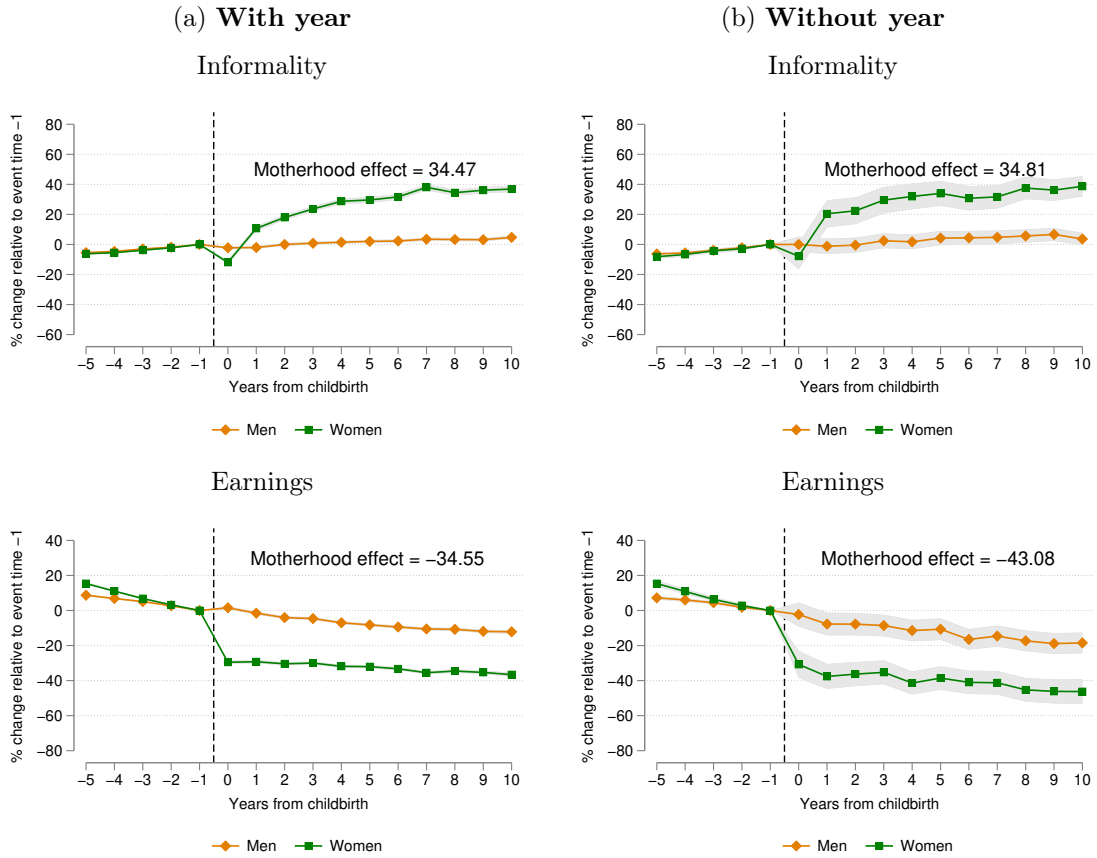 (a) With year
Informality
% change relative to event time −1
80
60
40
20
0
−20
−40
−60
Motherhood effect = 34.47
−5 −4 −3 −2 −1 0 1 2 3 4 5 6 7 8 9 10
Years from childbirth
Men Women
(b) Without year
Informality
% change relative to event time −1
80
60
40
20
0
−20
−40
−60
Motherhood effect = 34.81
−5 −4 −3 −2 −1 0 1 2 3 4 5 6 7 8 9 10
Years from childbirth
Men Women
Earnings
% change relative to event time −1
40
20
0
−20
−40
−60
−80
Motherhood effect = −34.55
−5 −4 −3 −2 −1 0 1 2 3 4 5 6 7 8 9 10
Years from childbirth
Men Women
Earnings
% change relative to event time −1
40
20
0
−20
−40
−60
−80
Motherhood effect = −43.08
−5 −4 −3 −2 −1 0 1 2 3 4 5 6 7 8 9 10
Years from childbirth
Men Women